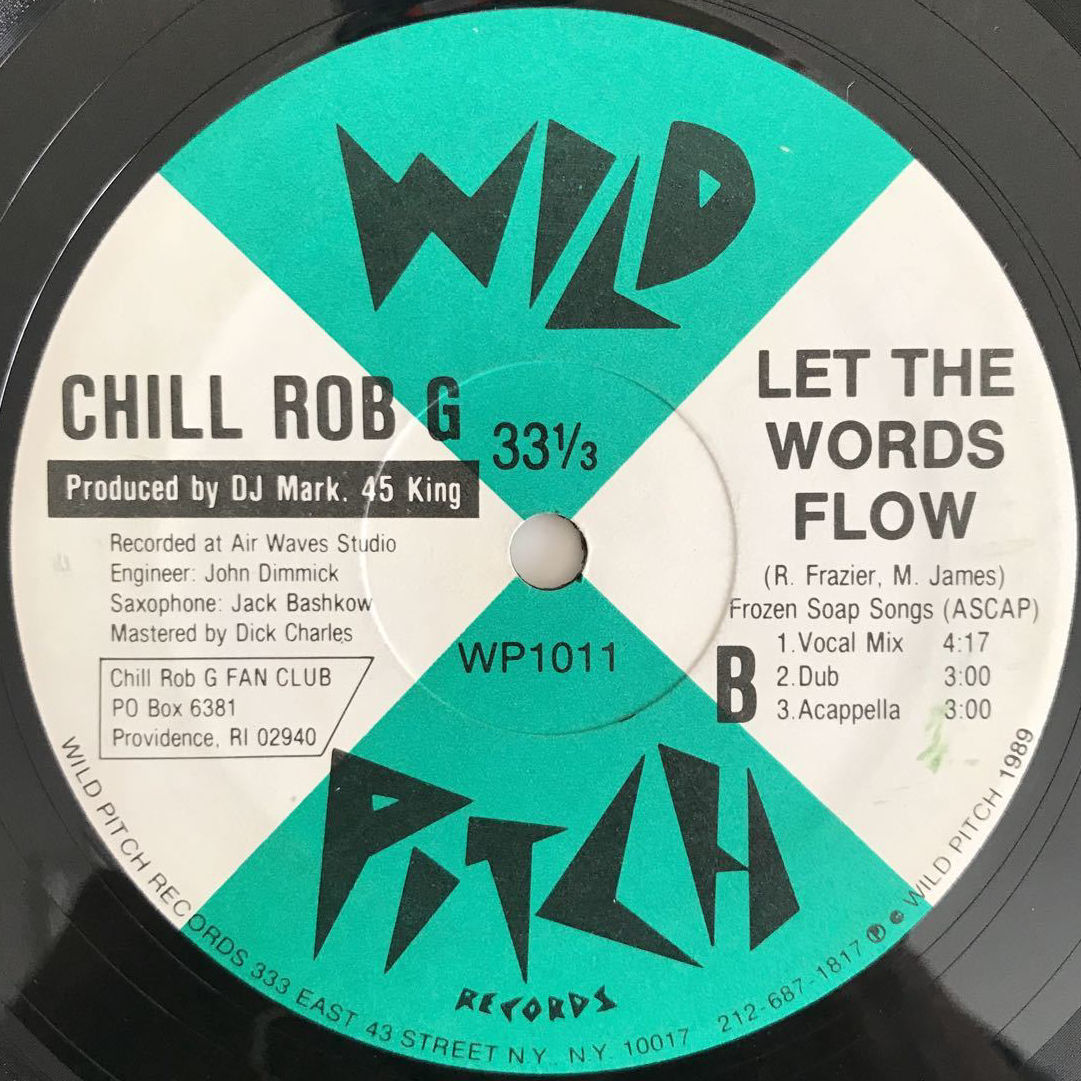 WILD
CHILL ROB G
Produced by DJ Mark. 45 King
Recorded at Air Waves Studio
Engineer: John Dimmick
Saxophone: Jack Bashkow
Mastered by Dick Charles
Chill Rob G FAN CLUB
PO Box 6381
Providence, RI 02940
33⅓
WP1011
LET THE
WORDS
FLOW
(R. Frazier, M. James)
Frozen Soap Songs (ASCAP)
B
1.Vocal Mix 4:17
2.Dub 3:00
3.Acappella 3:00
PITCH
RECORDS
WILD PITCH RECORDS 333 EAST 43 STREET N.Y. N.Y. 10017 212-687-1817 ℗ © WILD PITCH 1989